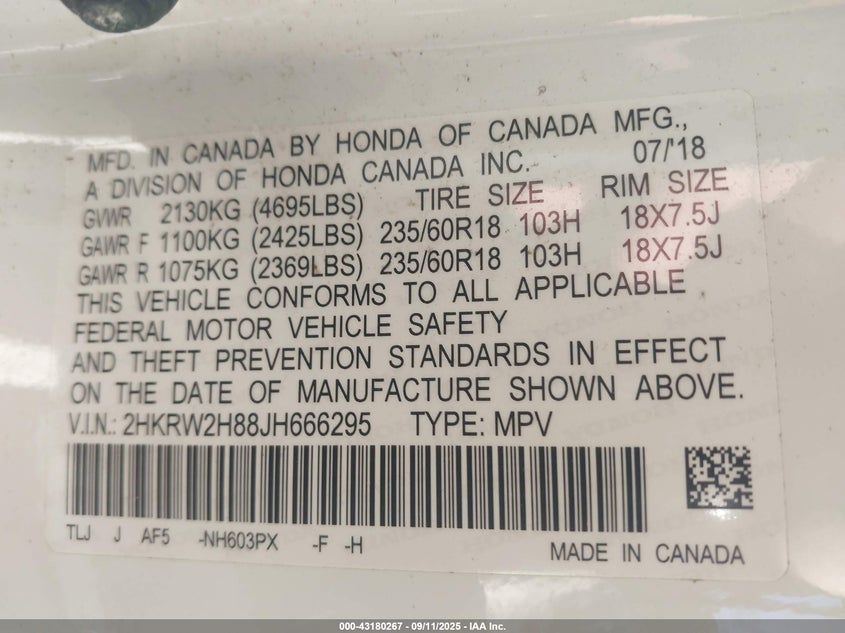 MFD. IN CANADA BY HONDA OF CANADA MFG.,
A DIVISION OF HONDA CANADA INC. 07/'18
GVWR 2130KG (4695LBS) TIRE SIZE RIM SIZE
GAWR F 1100KG (2425LBS) 235/60R18 103H 18X7.5J
GAWR R 1075KG (2369LBS) 235/60R18 103H 18X7.5J
THIS VEHICLE CONFORMS TO ALL APPLICABLE
FEDERAL MOTOR VEHICLE SAFETY
AND THEFT PREVENTION STANDARDS IN EFFECT
ON THE DATE OF MANUFACTURE SHOWN ABOVE.
V.I.N.: 2HKRW2H88JH666295 TYPE: MPV
TLJ J AF5 -NH603PX -F -H
MADE IN CANADA
000-43180267 - 09/11/2025 - IAA Inc.